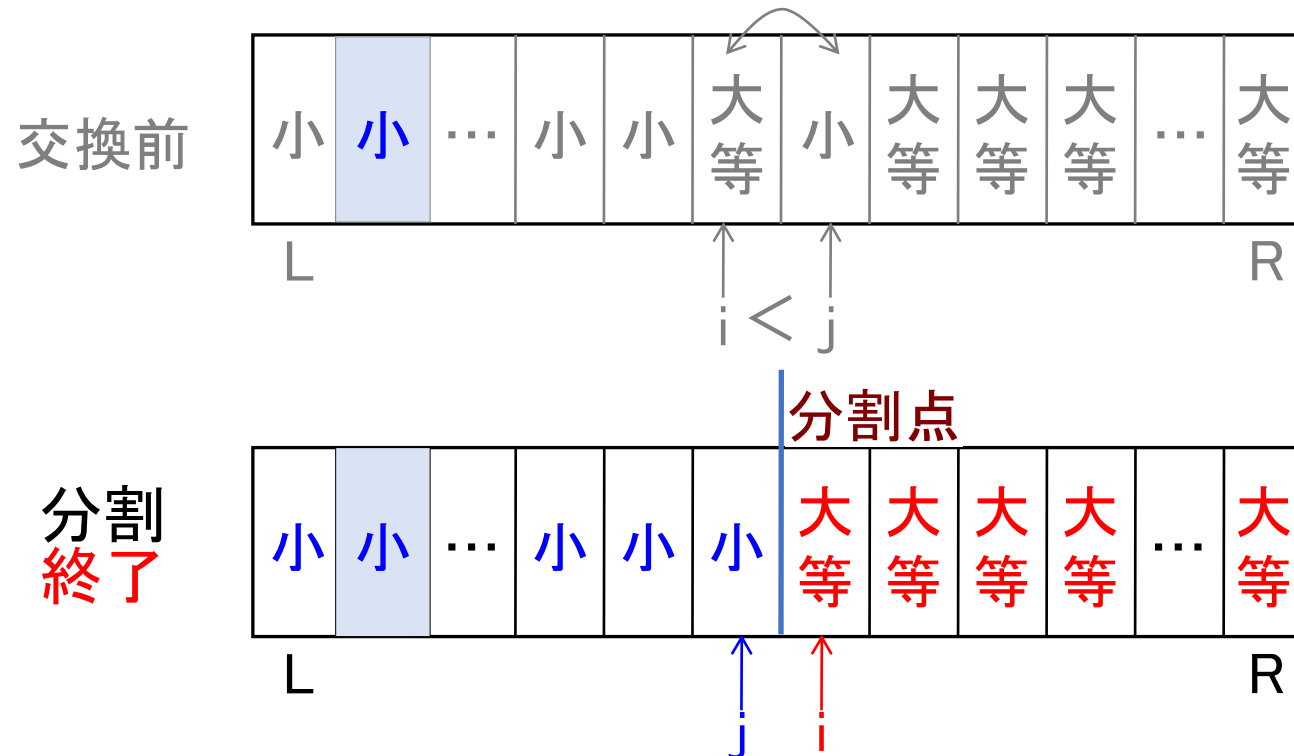 交換前
小 小 … 小 小 大等 小 大等 大等 大等 … 大等
L R
i < j
分割点
分割
終了
小 小 … 小 小 小 大等 大等 大等 大等 … 大等
L R
j i